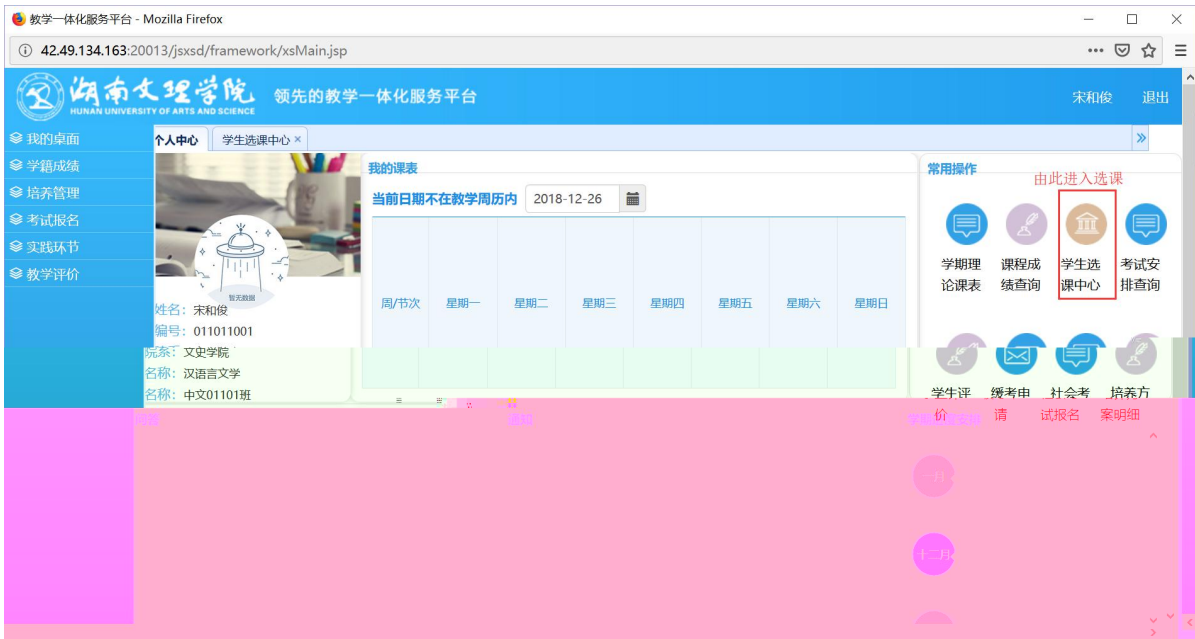 教学一体化服务平台 - Mozilla Firefox
42.49.134.163:20013/jsxsd/framework/xsMain.jsp
湖南文理学院
HUNAN UNIVERSITY OF ARTS AND SCIENCE
领先的教学一体化服务平台
宋和俊 退出
我的桌面
学籍成绩
培养管理
考试报名
实践环节
教学评价
个人中心 学生选课中心
暂无数据
姓名：宋和俊
编号：011011001
院系：文史学院
名称：汉语言文学
名称：中文01101班
我的课表
当前日期不在教学周历内 2018-12-26
周/节次 星期一 星期二 星期三 星期四 星期五 星期六 星期日
常用操作
由此进入选课
学期理论课表
课程成绩查询
学生选课中心
考试安排查询
学生评价
缓考申请
社会考试报名
培养方案明细
通知
一月
十二月